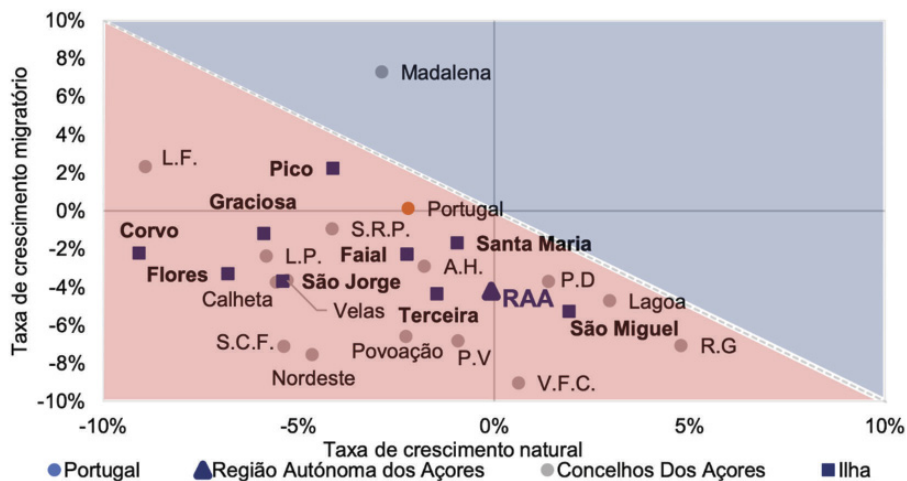 Taxa de crescimento migratório
10%
8%
6%
4%
2%
0%
-2%
-4%
-6%
-8%
-10%
Madalena
L.F.
Pico
Graciosa
Portugal
S.R.P.
Corvo
Santa Maria
L.P.
Faial
A.H.
Flores
São Jorge
P.D
Calheta
RAA
Lagoa
Velas
Terceira
São Miguel
S.C.F.
Povoação
P.V
R.G
Nordeste
V.F.C.
-10%
-5%
0%
5%
10%
Taxa de crescimento natural
Portugal
Região Autónoma dos Açores
Concelhos Dos Açores
Ilha